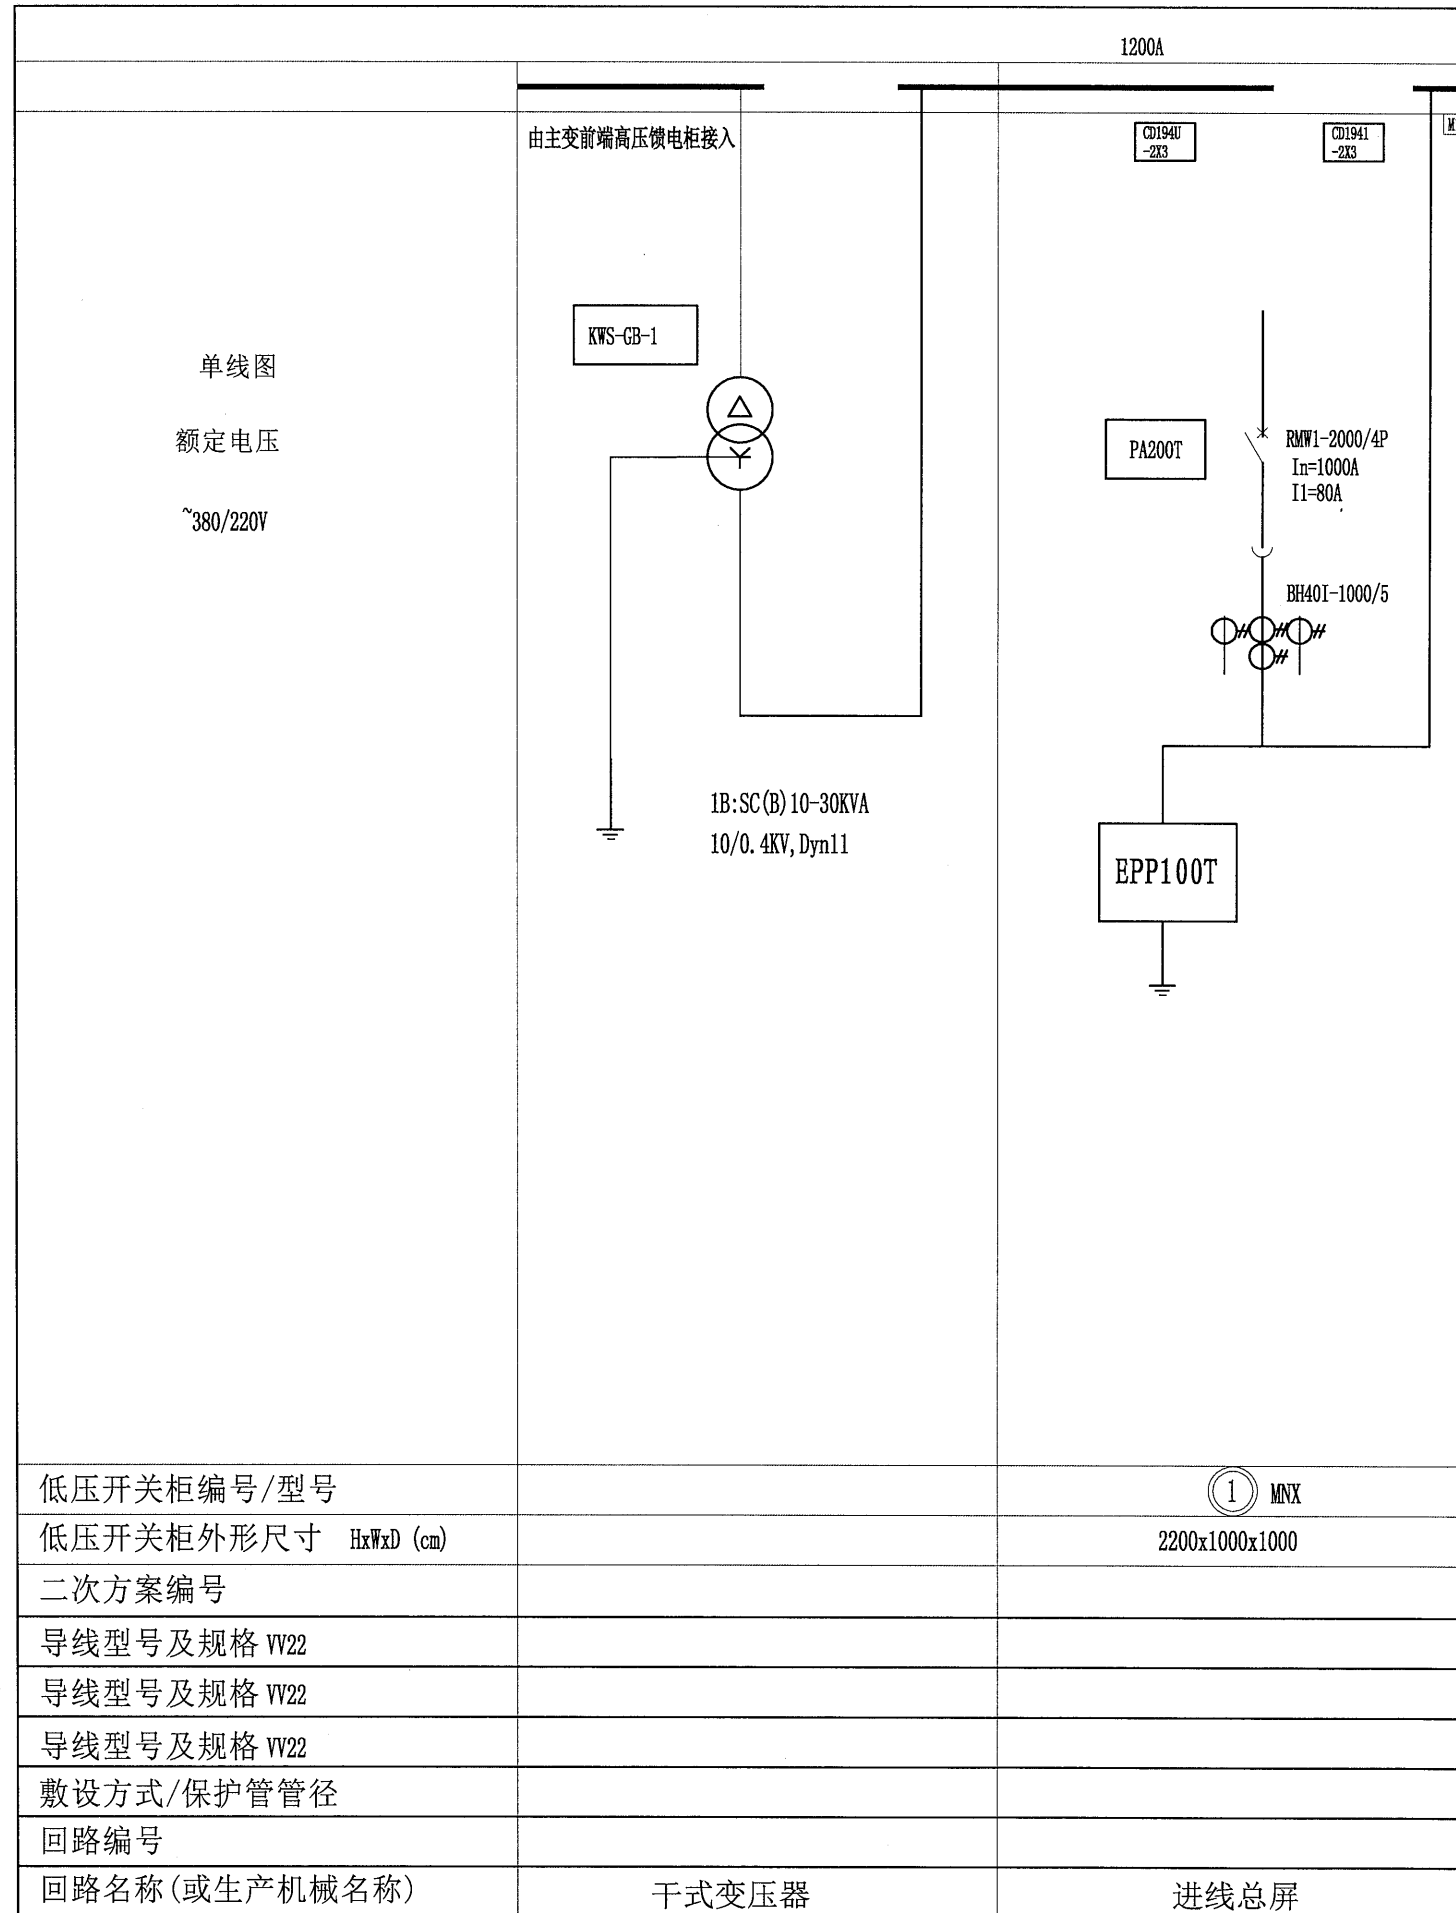 1200A
由主变前端高压馈电柜接入
CD194U
-2X3
CD1941
-2X3
M
KWS-GB-1
单线图
额定电压
~380/220V
PA200T
RMW1-2000/4P
In=1000A
I1=80A
BH40I-1000/5
1B:SC(B)10-30KVA
10/0.4KV,Dyn11
EPP100T
低压开关柜编号/型号
1 MNX
低压开关柜外形尺寸 HxWxD (cm)
2200x1000x1000
二次方案编号
导线型号及规格 VV22
导线型号及规格 VV22
导线型号及规格 VV22
敷设方式/保护管管径
回路编号
回路名称(或生产机械名称)
干式变压器
进线总屏